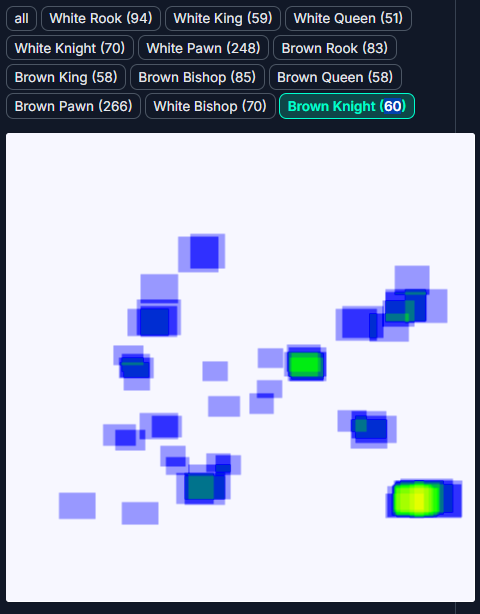 all White Rook (94) White King (59) White Queen (51)
White Knight (70) White Pawn (248) Brown Rook (83)
Brown King (58) Brown Bishop (85) Brown Queen (58)
Brown Pawn (266) White Bishop (70) Brown Knight (60)